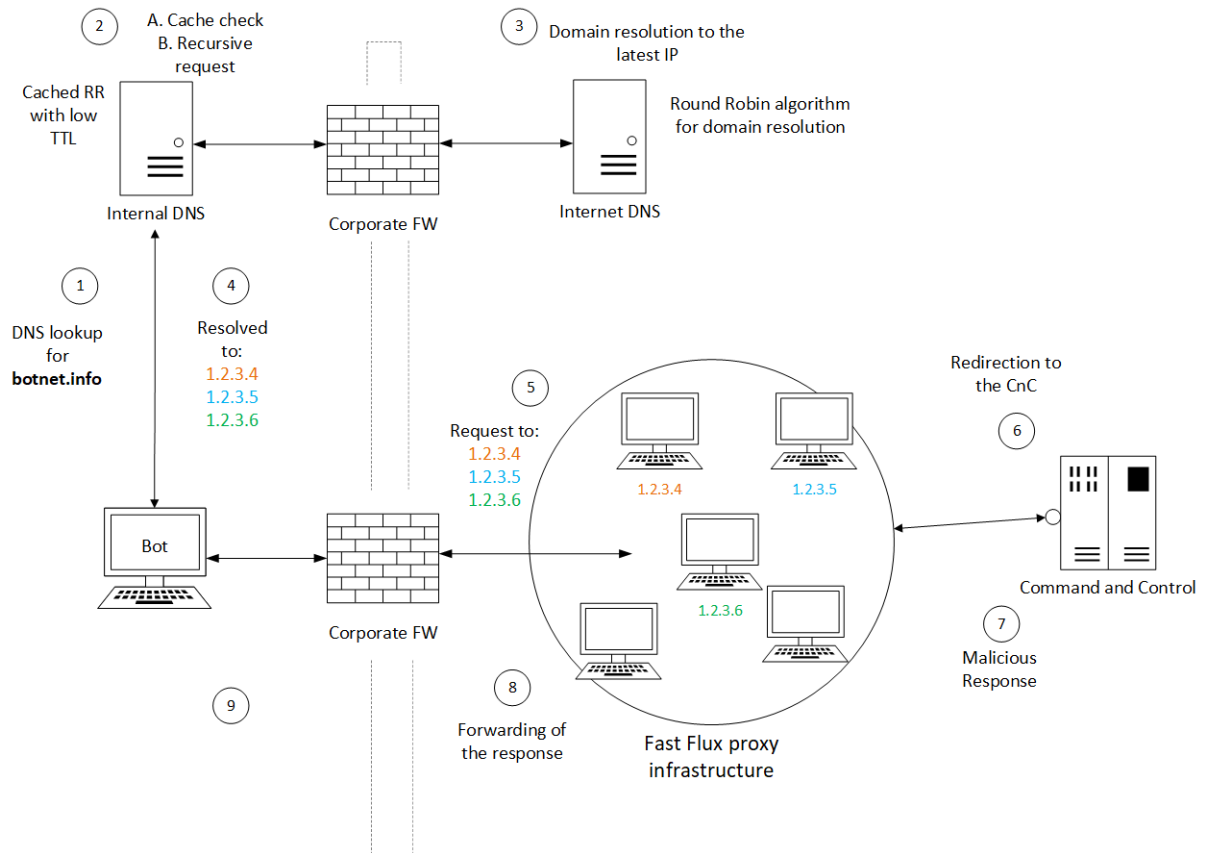 2
A. Cache check
B. Recursive
request
Cached RR
with low
TTL
Internal DNS
Corporate FW
3
Domain resolution to the
latest IP
Round Robin algorithm
for domain resolution
Internet DNS
1
DNS lookup
for
botnet.info
4
Resolved
to:
1.2.3.4
1.2.3.5
1.2.3.6
Bot
Corporate FW
5
Request to:
1.2.3.4
1.2.3.5
1.2.3.6
1.2.3.4
1.2.3.5
1.2.3.6
Fast Flux proxy
infrastructure
Redirection to
the CnC
6
Command and Control
7
Malicious
Response
8
Forwarding of
the response
9